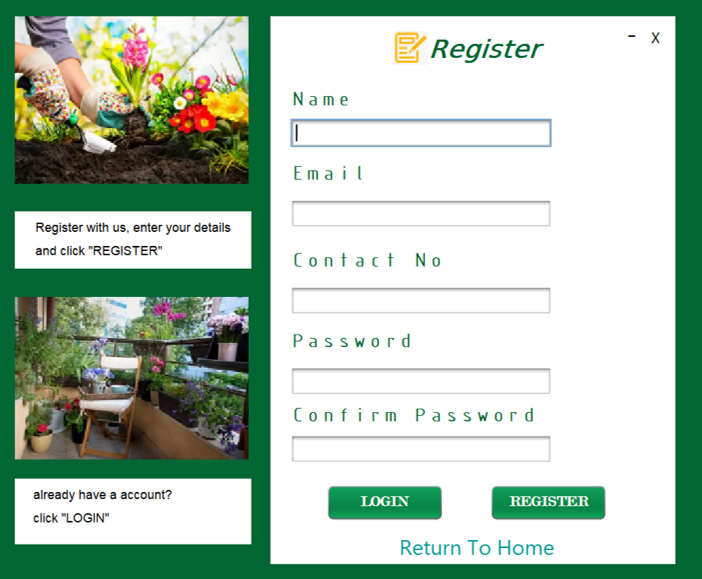 Register
- X
Name
Email
Contact No
Password
Confirm Password
LOGIN
REGISTER
Return To Home
Register with us, enter your details
and click "REGISTER"
already have a account?
click "LOGIN"